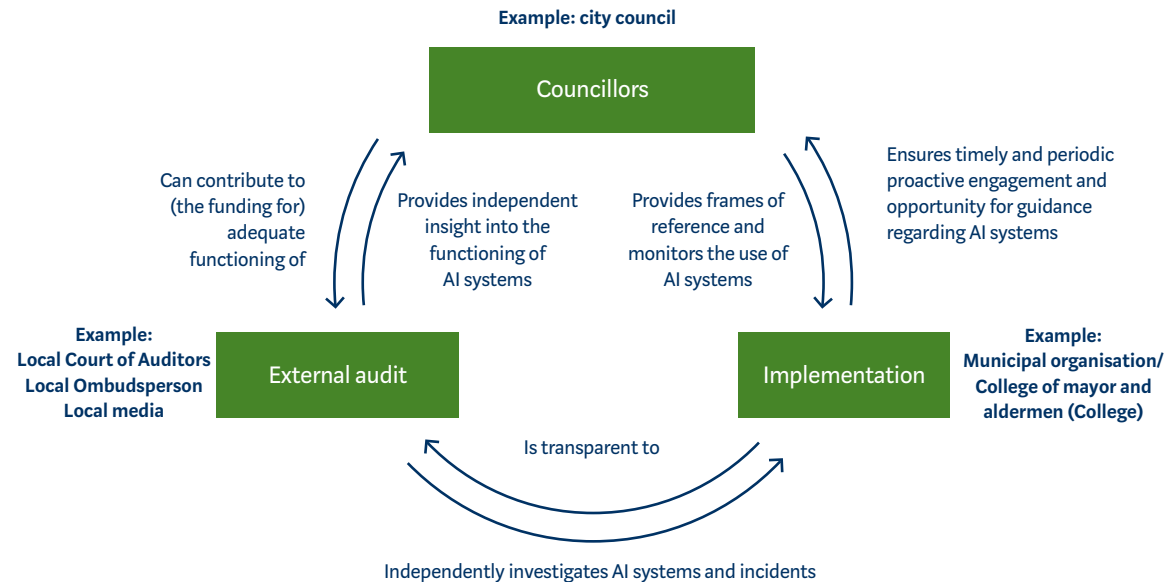 Example: city council
Councillors
Can contribute to
(the funding for)
adequate
functioning of
Provides independent
insight into the
functioning of
AI systems
Provides frames of
reference and
monitors the use of
AI systems
Ensures timely and periodic
proactive engagement and
opportunity for guidance
regarding AI systems
Example:
Local Court of Auditors
Local Ombudsperson
Local media
External audit
Implementation
Example:
Municipal organisation/
College of mayor and
aldermen (College)
Is transparent to
Independently investigates AI systems and incidents